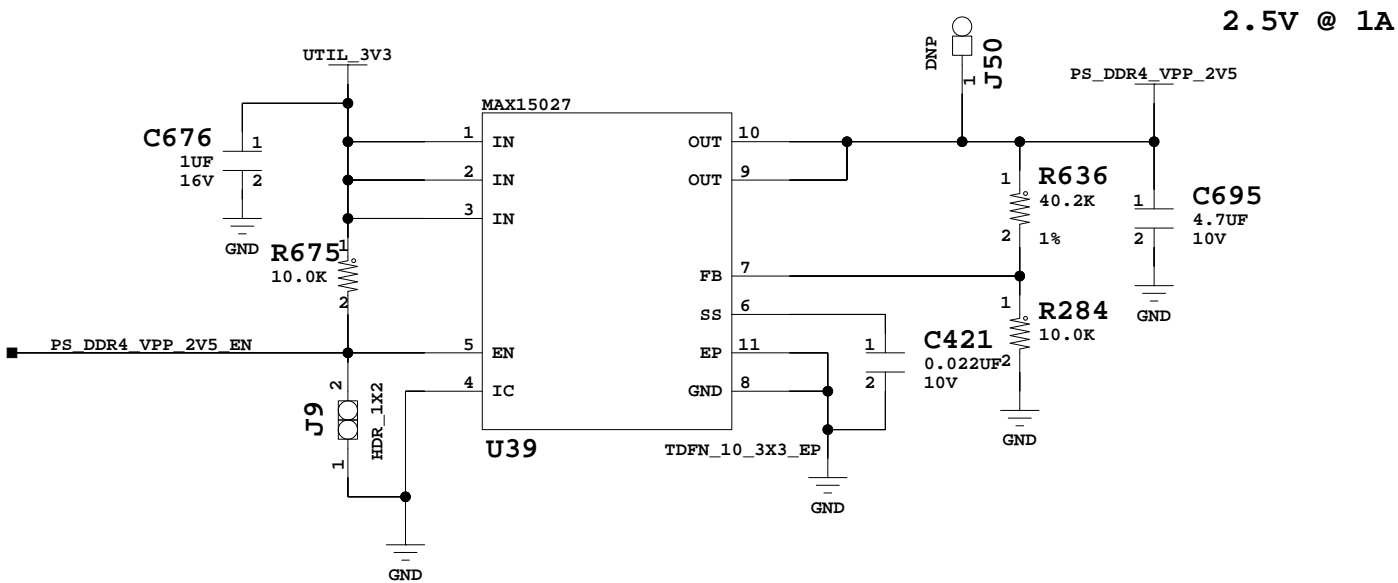 2.5V @ 1A
UTIL_3V3
DNP
J50
1
PS_DDR4_VPP_2V5
MAX15027
C676
1UF
16V
1
2
GND
1 IN
2 IN
3 IN
OUT 10
OUT 9
1
R636
40.2K
2
1%
1
C695
4.7UF
2
10V
GND
R675
1
10.0K
2
FB 7
SS 6
1
R284
10.0K
2
GND
PS_DDR4_VPP_2V5_EN
5 EN
4 IC
EP 11
GND 8
1
C421
0.022UF
2
10V
2
J9
HDR_1X2
1
U39
TDFN_10_3X3_EP
GND
GND